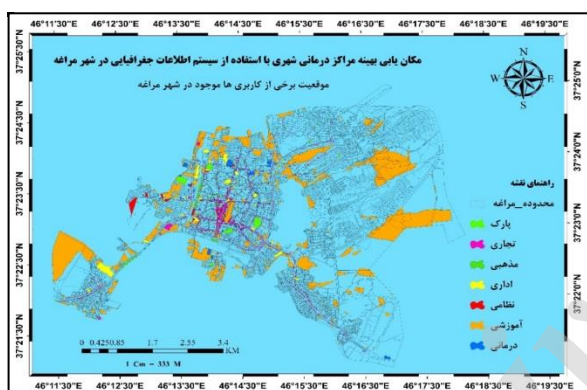 46°11'30"E 46°12'30"E 46°13'30"E 46°14'30"E 46°15'30"E 46°16'30"E 46°17'30"E 46°18'30"E 46°19'30"E
مکان یابی بهینه مراکز درمانی شهری با استفاده از سیستم اطلاعات جغرافیایی در شهر مراغه
موقعیت برخی از کاربری ها موجود در شهر مراغه
N
W E
S
37°25'30"N
37°24'30"N
37°23'30"N
37°22'30"N
37°21'30"N
37°25'0"N
37°24'0"N
37°23'0"N
37°22'0"N
37°21'0"N
راهنمای نقشه
محدوده_مراغه
پارک
تجاری
مذهبی
اداری
نظامی
آموزشی
درمانی
0 0.425 0.85 1.7 2.55 3.4
KM
1 Cm = 333 M
46°11'30"E 46°12'30"E 46°13'30"E 46°14'30"E 46°15'30"E 46°16'30"E 46°17'30"E 46°18'30"E 46°19'30"E